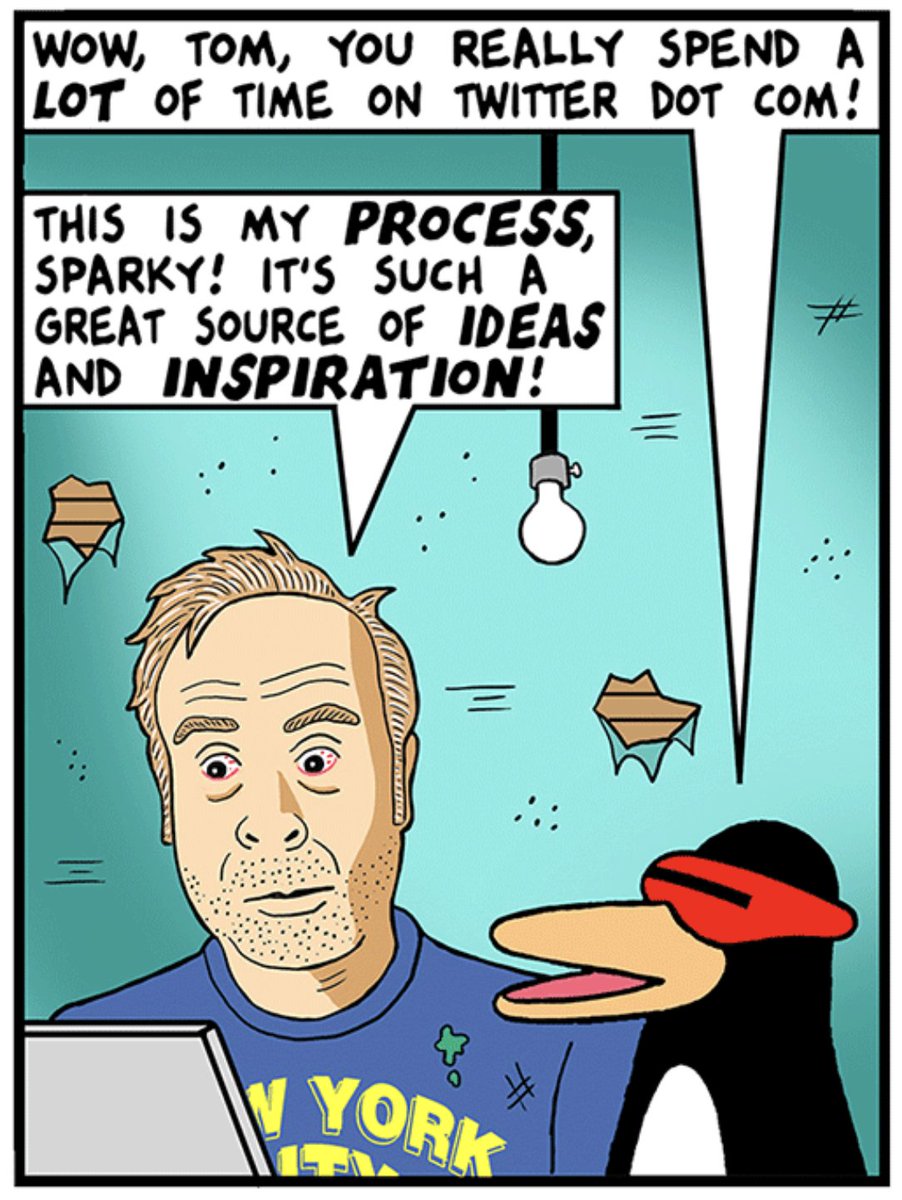 WOW, TOM, YOU REALLY SPEND A
LOT OF TIME ON TWITTER DOT COM!
THIS IS MY PROCESS,
SPARKY! IT'S SUCH A
GREAT SOURCE OF IDEAS
AND INSPIRATION!
W YORK
ITY